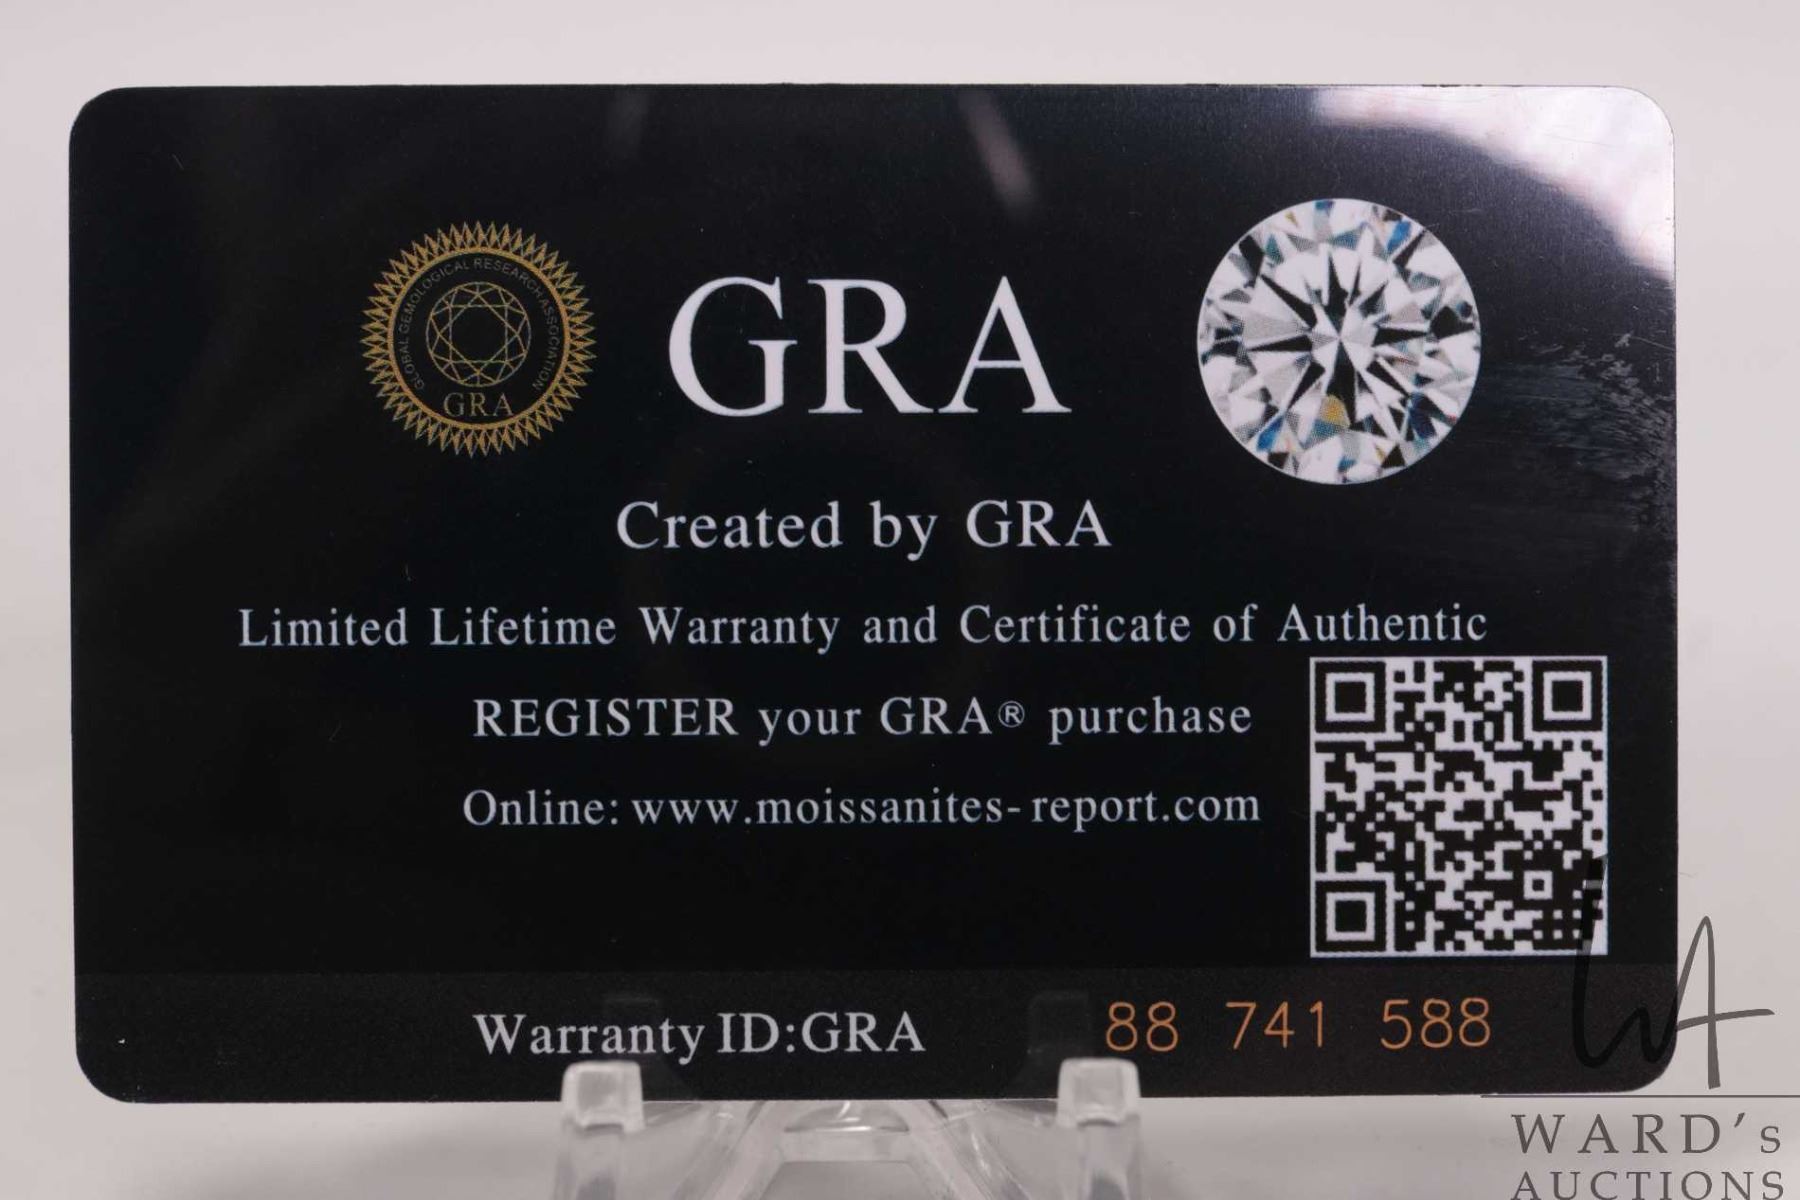 GLOBAL GEMOLOGICAL RESEARCH ASSOCIATION
GRA
GRA
Created by GRA
Limited Lifetime Warranty and Certificate of Authentic
REGISTER your GRA® purchase
Online: www.moissanites-report.com
Warranty ID:GRA 88 741 588
WA
WARD's
AUCTIONS